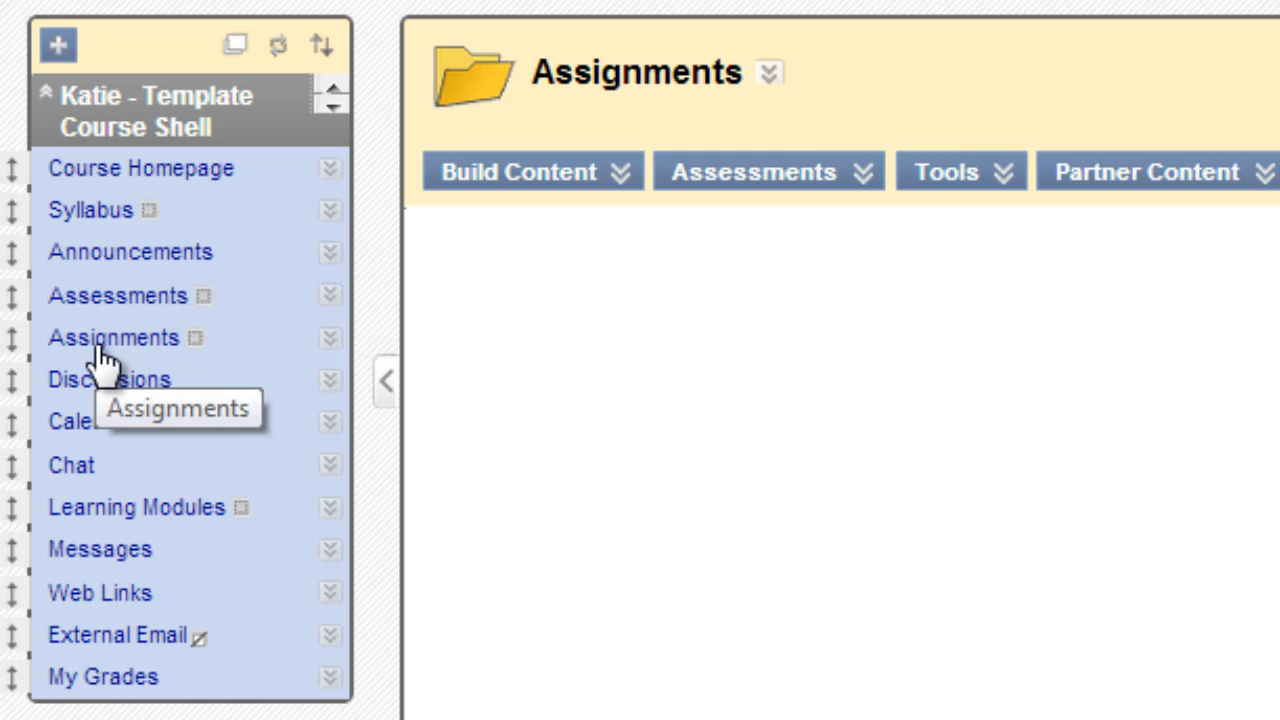 Katie - Template
Course Shell
Course Homepage
Syllabus
Announcements
Assessments
Assignments
Assignments
Chat
Learning Modules
Messages
Web Links
External Email
My Grades
Assignments
Build Content
Assessments
Tools
Partner Content